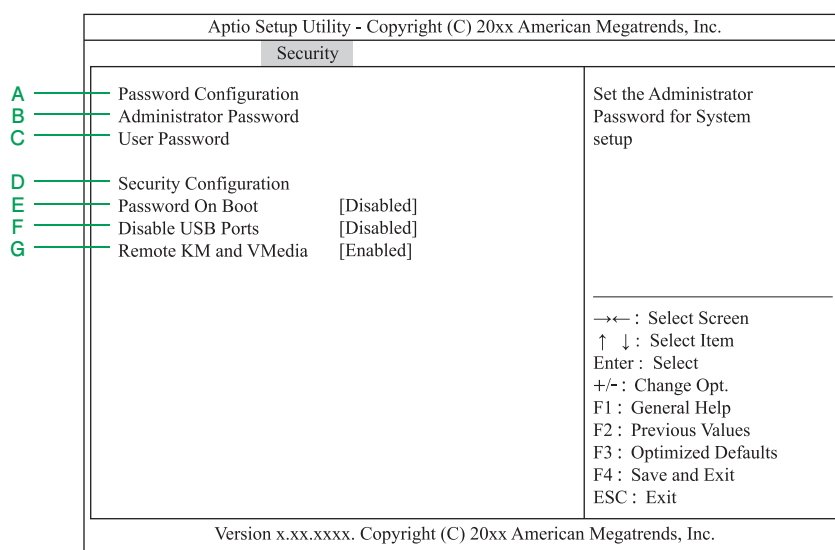 Aptio Setup Utility - Copyright (C) 20xx American Megatrends, Inc.
Security
A Password Configuration
B Administrator Password
C User Password
D Security Configuration
E Password On Boot [Disabled]
F Disable USB Ports [Disabled]
G Remote KM and VMedia [Enabled]
Set the Administrator
Password for System
setup
→← : Select Screen
↑ ↓ : Select Item
Enter : Select
+/- : Change Opt.
F1 : General Help
F2 : Previous Values
F3 : Optimized Defaults
F4 : Save and Exit
ESC : Exit
Version x.xx.xxxx. Copyright (C) 20xx American Megatrends, Inc.